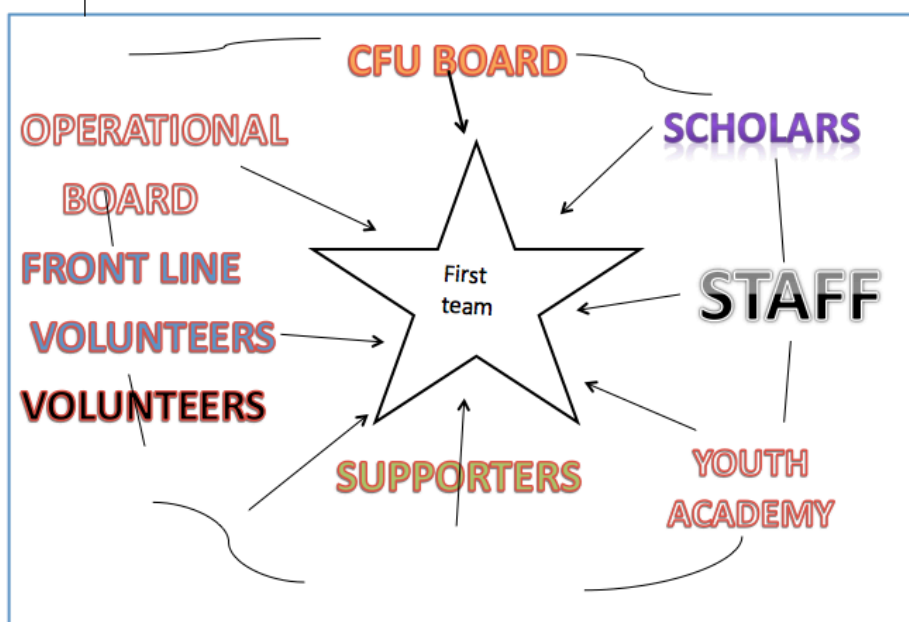 CFU BOARD
OPERATIONAL
BOARD
SCHOLARS
FRONT LINE
VOLUNTEERS
First
team
STAFF
VOLUNTEERS
SUPPORTERS
YOUTH
ACADEMY